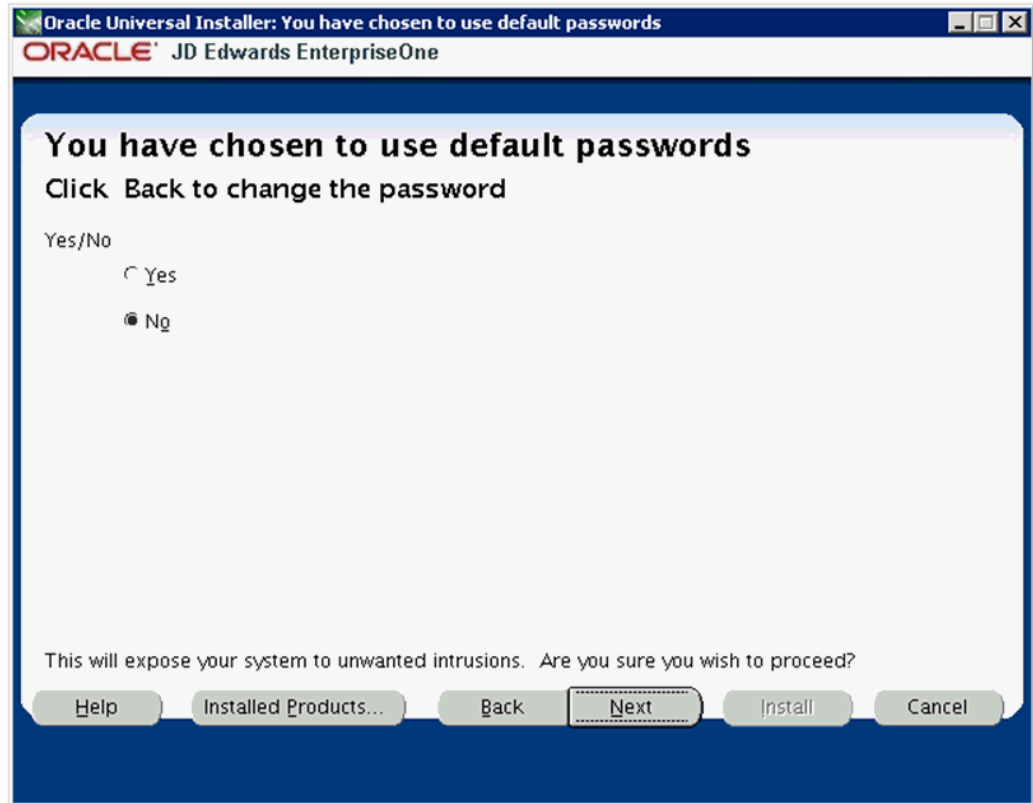 Oracle Universal Installer: You have chosen to use default passwords
ORACLE® JD Edwards EnterpriseOne
You have chosen to use default passwords
Click Back to change the password
Yes/No
Yes
No
This will expose your system to unwanted intrusions. Are you sure you wish to proceed?
Help Installed Products... Back Next Install Cancel